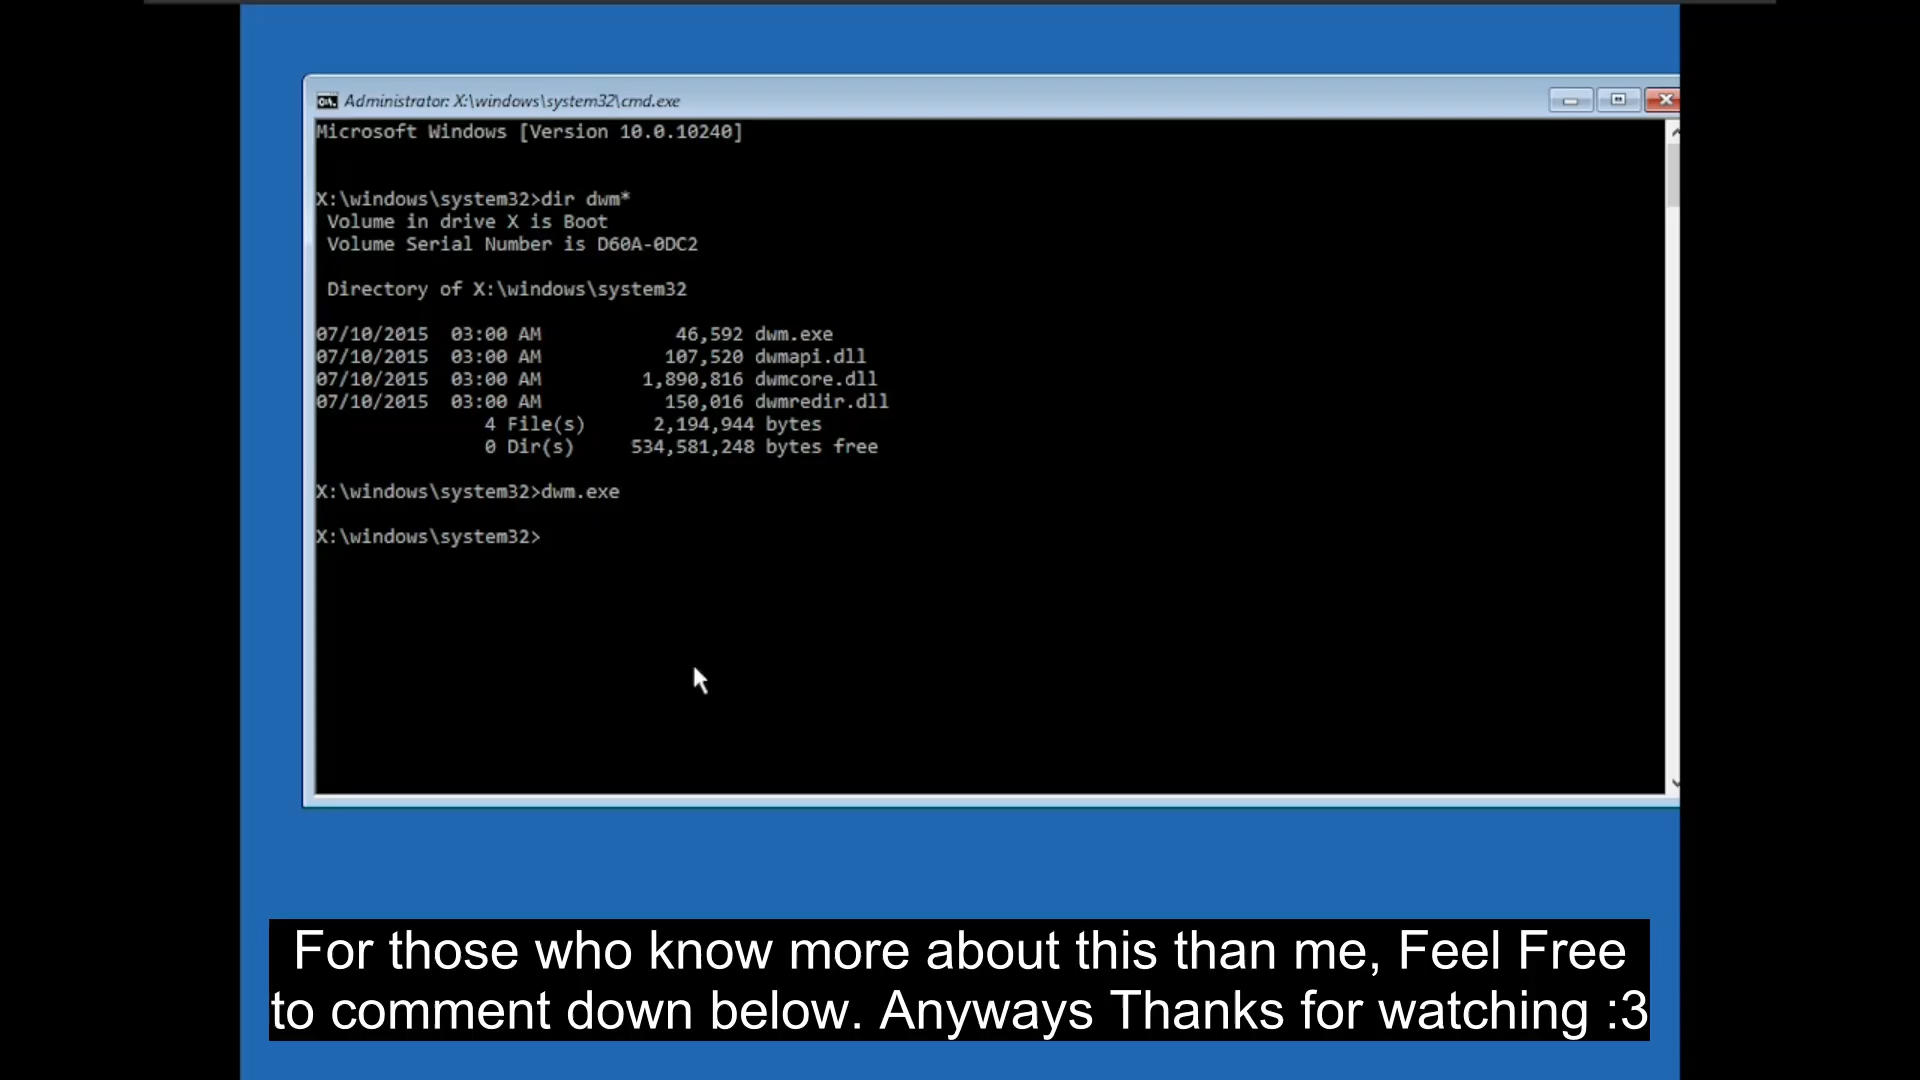 Administrator: X:\windows\system32\cmd.exe
Microsoft Windows [Version 10.0.10240]
X:\windows\system32>dir dwm*
Volume in drive X is Boot
Volume Serial Number is D60A-0DC2
Directory of X:\windows\system32
07/10/2015  03:00 AM            46,592 dwm.exe
07/10/2015  03:00 AM           107,520 dwmapi.dll
07/10/2015  03:00 AM         1,890,816 dwmcore.dll
07/10/2015  03:00 AM           150,016 dwmredir.dll
4 File(s)      2,194,944 bytes
0 Dir(s)     534,581,248 bytes free
X:\windows\system32>dwm.exe
X:\windows\system32>
For those who know more about this than me, Feel Free
to comment down below. Anyways Thanks for watching :3